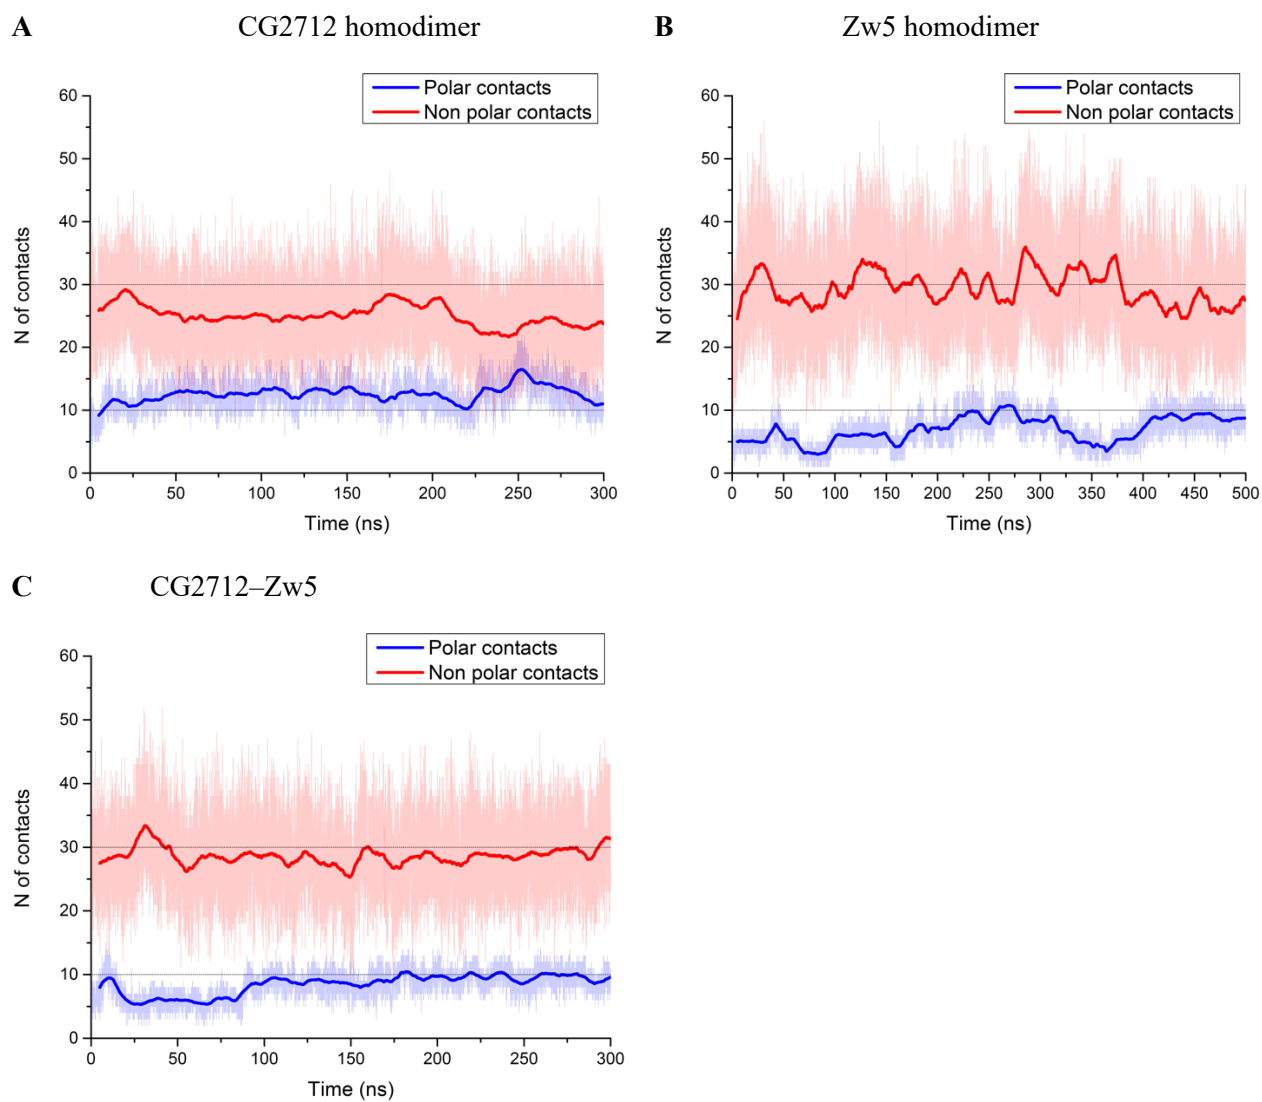 A CG2712 homodimer
Polar contacts
Non polar contacts
60
50
40
30
20
10
0
N of contacts
0 50 100 150 200 250 300
Time (ns)
B Zw5 homodimer
Polar contacts
Non polar contacts
60
50
40
30
20
10
0
N of contacts
0 50 100 150 200 250 300 350 400 450 500
Time (ns)
C CG2712–Zw5
Polar contacts
Non polar contacts
60
50
40
30
20
10
0
N of contacts
0 50 100 150 200 250 300
Time (ns)